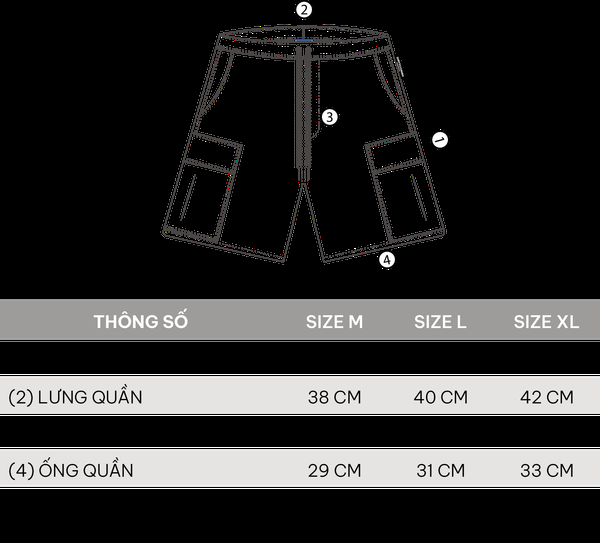 2
3
1
4
THÔNG SỐ SIZE M SIZE L SIZE XL
(2) LƯNG QUẦN 38 CM 40 CM 42 CM
(4) ỐNG QUẦN 29 CM 31 CM 33 CM